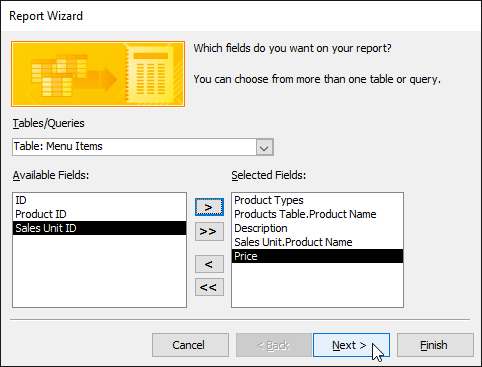 Report Wizard
Which fields do you want on your report?
You can choose from more than one table or query.
Tables/Queries
Table: Menu Items
Available Fields:
ID
Product ID
Sales Unit ID
>
>>
<
<<
Selected Fields:
Product Types
Products Table.Product Name
Description
Sales Unit.Product Name
Price
Cancel
< Back
Next >
Finish